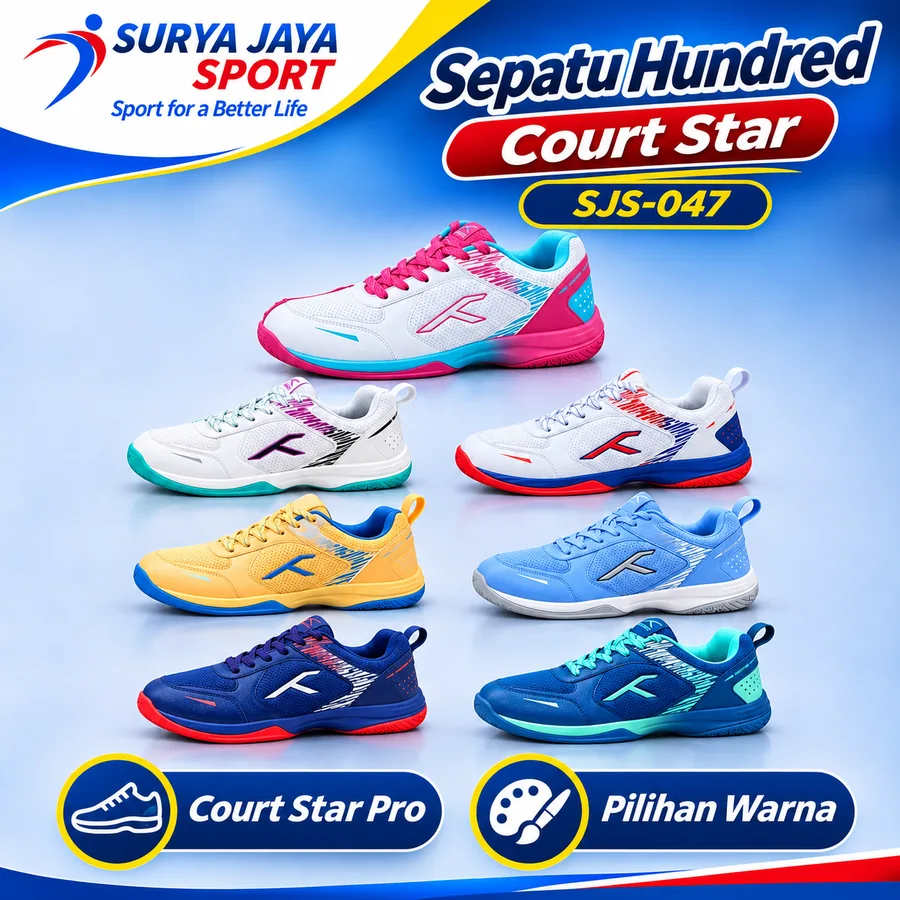 SURYA JAYA
SPORT
Sport for a Better Life
Sepatu Hundred
Court Star
SJS-047
Court Star Pro
Pilihan Warna